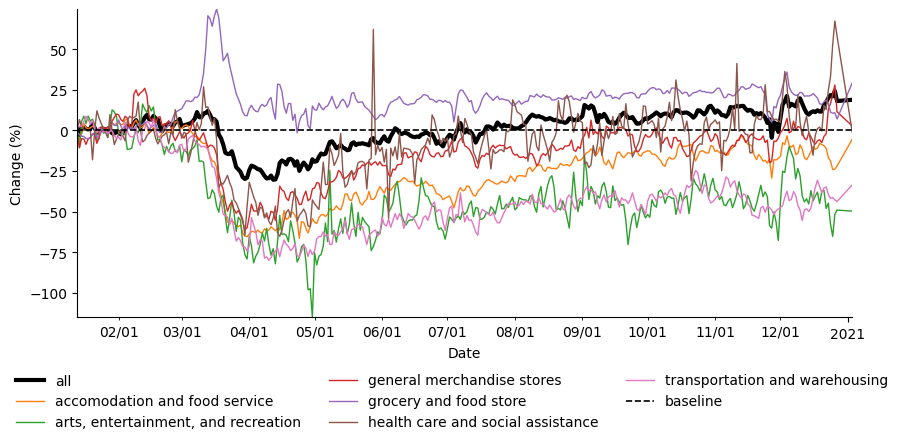 50
25
0
−25
−50
−75
−100
Change (%)
02/01 03/01 04/01 05/01 06/01 07/01 08/01 09/01 10/01 11/01 12/01 2021
Date
all general merchandise stores transportation and warehousing
accomodation and food service grocery and food store baseline
arts, entertainment, and recreation health care and social assistance